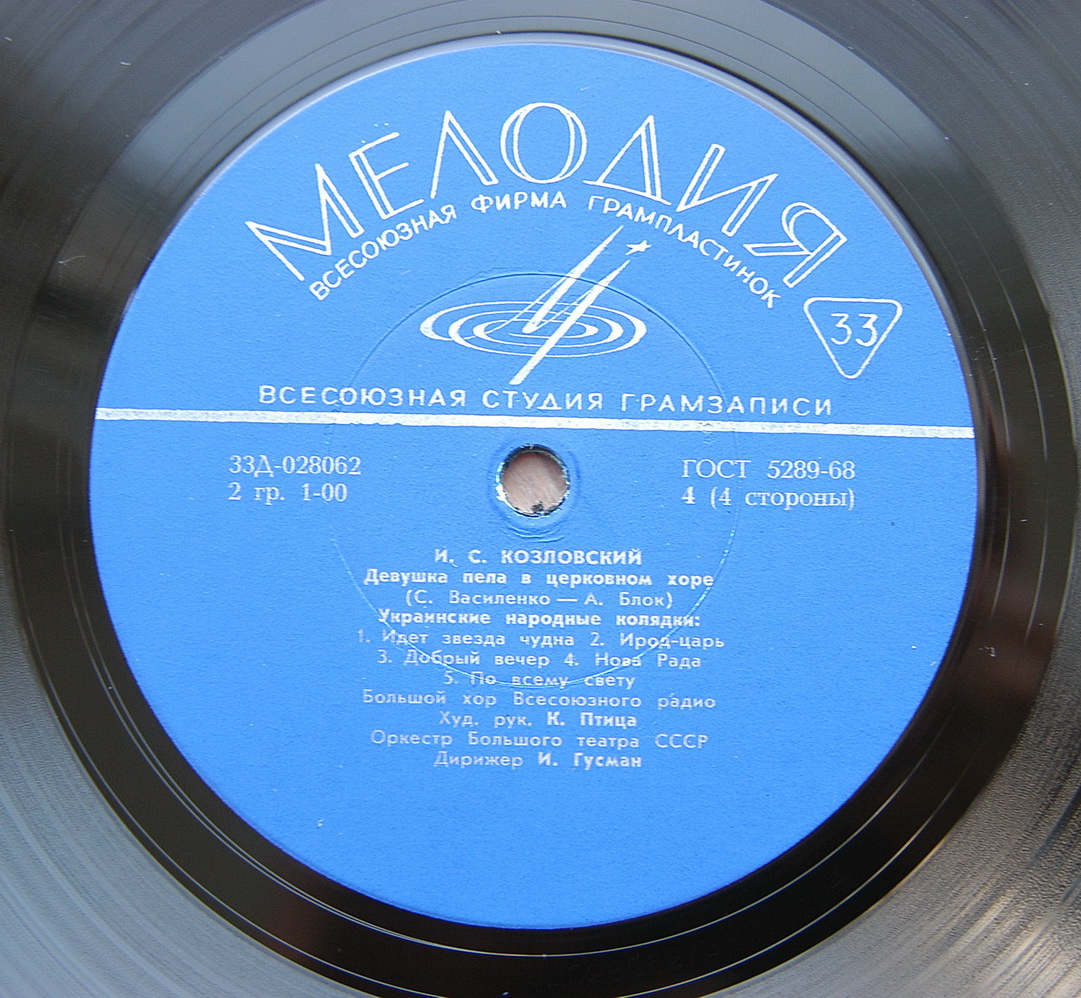 МЕЛОДИЯ
ВСЕСОЮЗНАЯ ФИРМА ГРАМПЛАСТИНОК
33
ВСЕСОЮЗНАЯ СТУДИЯ ГРАМЗАПИСИ
33Д-028062
2 гр. 1-00
ГОСТ 5289-68
4 (4 стороны)
И. С. КОЗЛОВСКИЙ
Девушка пела в церковном хоре
(С. Василенко — А. Блок)
Украинские народные колядки:
1. Идет звезда чудна 2. Ирод-царь
3. Добрый вечер 4. Нова Рада
5. По всему свету
Большой хор Всесоюзного радио
Худ. рук. К. Птица
Оркестр Большого театра СССР
Дирижер И. Гусман